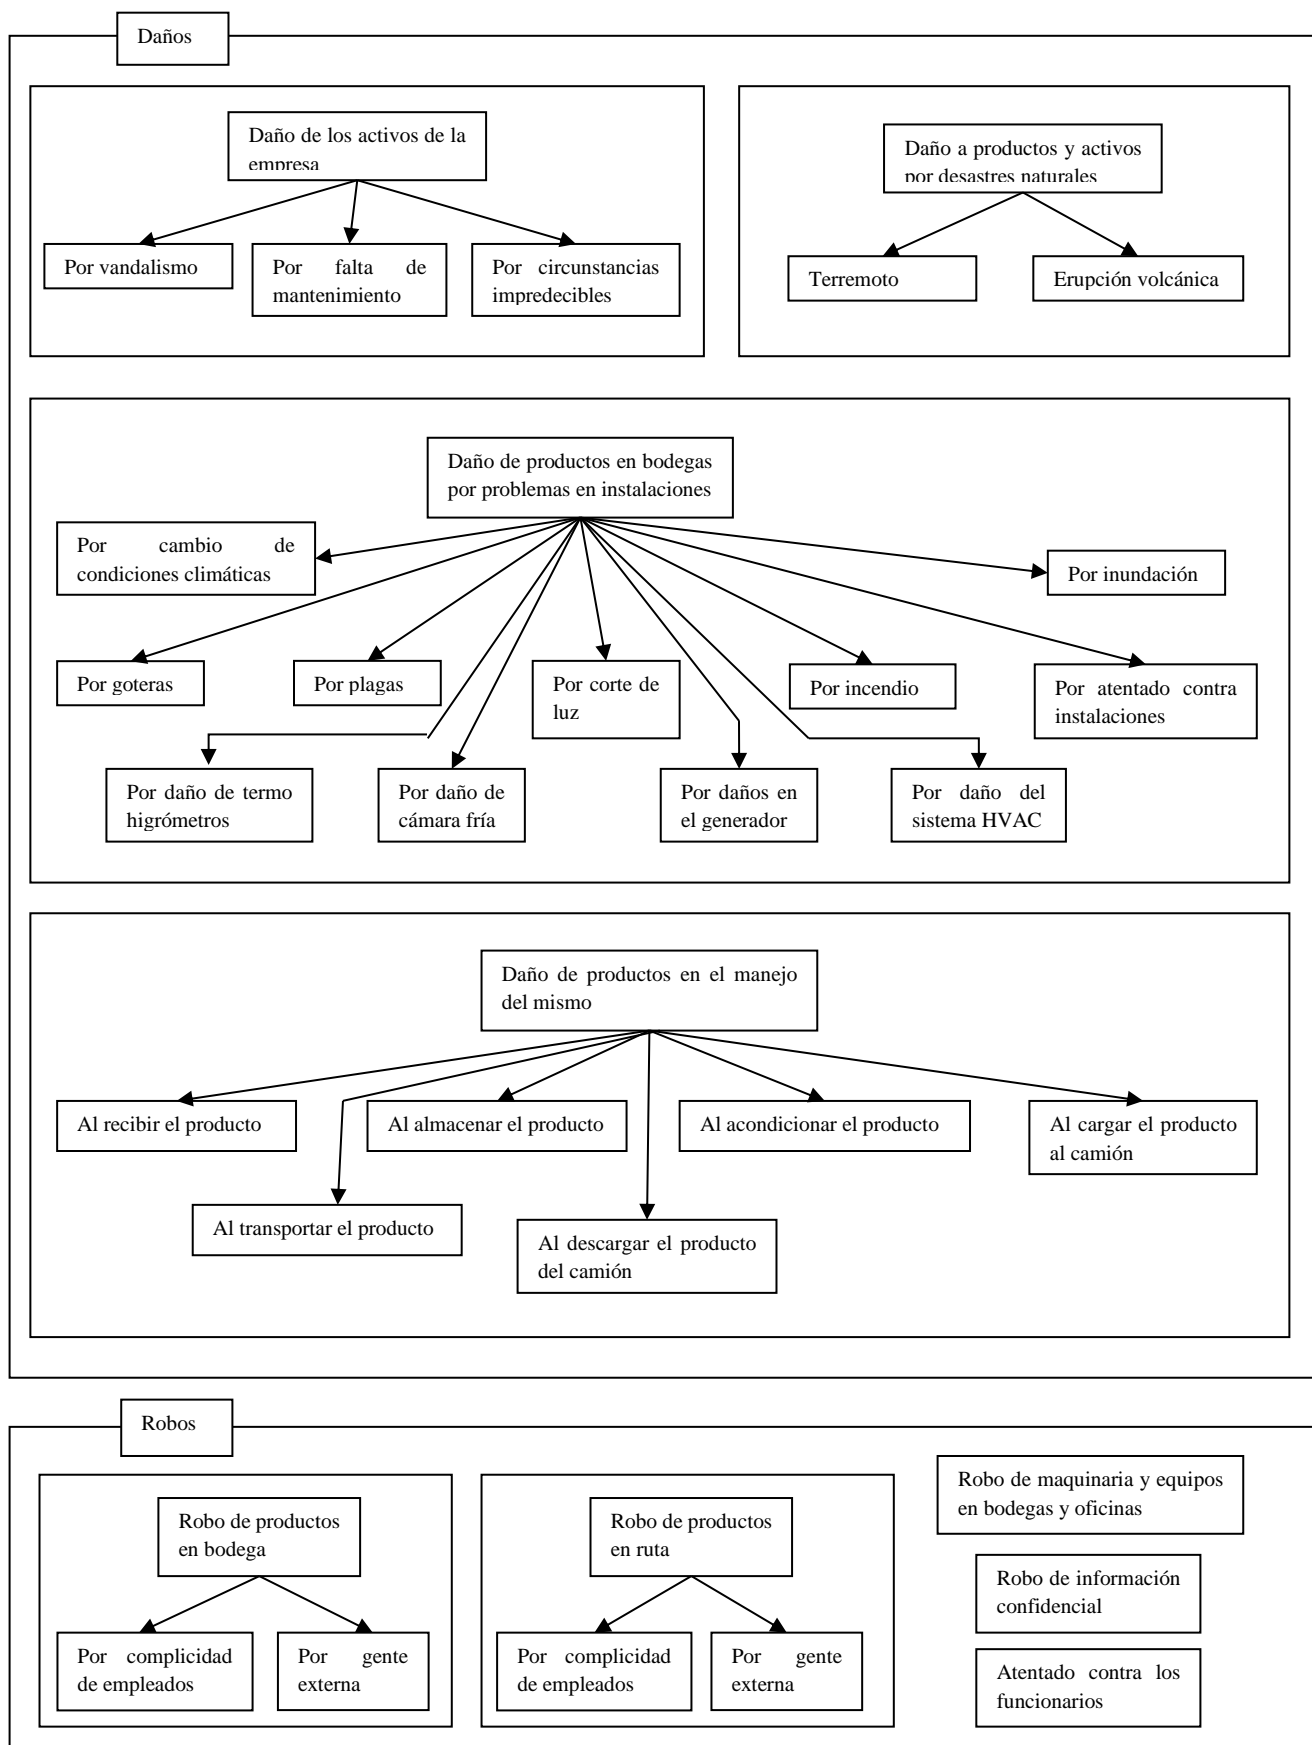 Daños
Daño de los activos de la
empresa
Daño a productos y activos
por desastres naturales
Por vandalismo
Por falta de
mantenimiento
Por circunstancias
impredecibles
Terremoto
Erupción volcánica
Daño de productos en bodegas
por problemas en instalaciones
Por cambio de
condiciones climáticas
Por inundación
Por goteras
Por plagas
Por corte de
luz
Por incendio
Por atentado contra
instalaciones
Por daño de termo
higrómetros
Por daño de
cámara fría
Por daños en
el generador
Por daño del
sistema HVAC
Daño de productos en el manejo
del mismo
Al recibir el producto
Al almacenar el producto
Al acondicionar el producto
Al cargar el producto
al camión
Al transportar el producto
Al descargar el producto
del camión
Robos
Robo de productos
en bodega
Robo de productos
en ruta
Robo de maquinaria y equipos
en bodegas y oficinas
Robo de información
confidencial
Por complicidad
de empleados
Por gente
externa
Por complicidad
de empleados
Por gente
externa
Atentado contra los
funcionarios